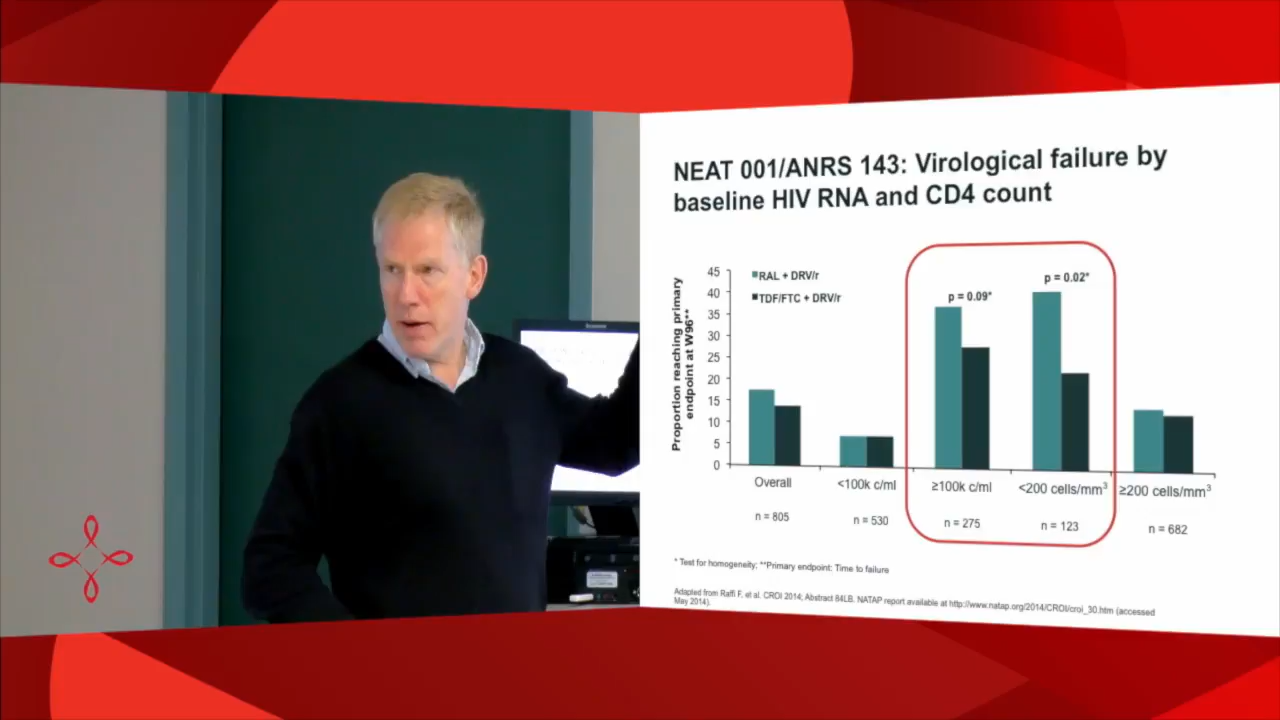 NEAT 001/ANRS 143: Virological failure by
baseline HIV RNA and CD4 count
Proportion reaching primary
endpoint at W96**
45
40
35
30
25
20
15
10
5
0
RAL + DRV/r
TDF/FTC + DRV/r
p = 0.09*
p = 0.02*
Overall
<100k c/ml
≥100k c/ml
<200 cells/mm³
≥200 cells/mm³
n = 805
n = 530
n = 275
n = 123
n = 682
* Test for homogeneity; **Primary endpoint: Time to failure
Adapted from Raffi F. et al. CROI 2014; Abstract 84LB. NATAP report available at http://www.natap.org/2014/CROI/croi_30.htm (accessed
May 2014).